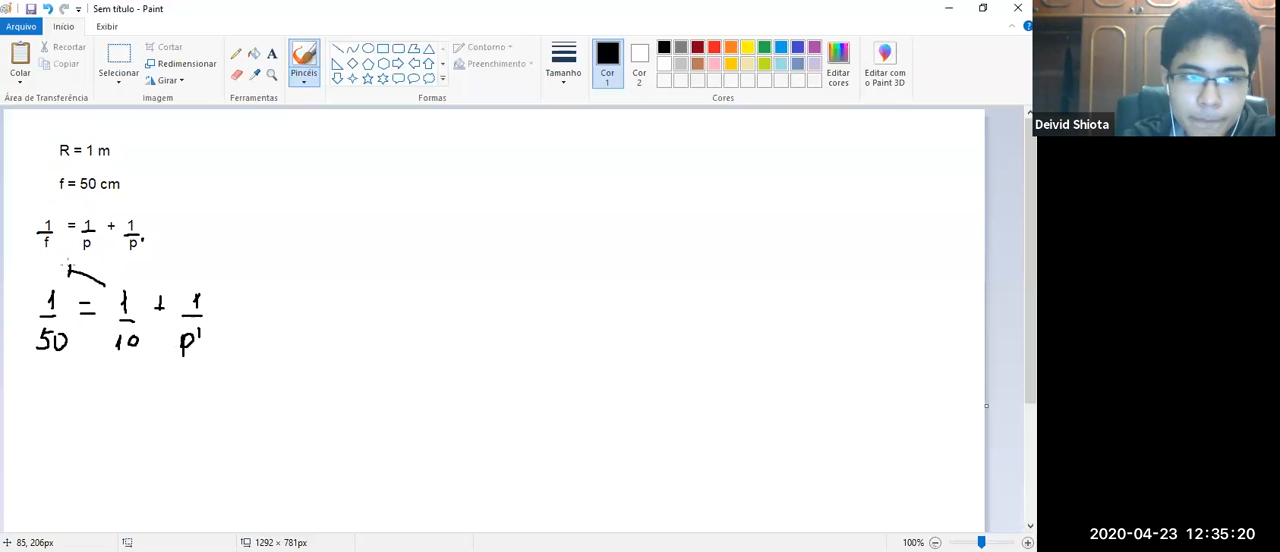 Sem título - Paint
Arquivo Início Exibir
Colar
Recortar
Copiar
Área de Transferência
Selecionar
Cortar
Redimensionar
Girar
Imagem
A
Ferramentas
Pincéis
Contorno
Preenchimento
Formas
Tamanho
Cor 1
Cor 2
Editar cores
Cores
Editar com o Paint 3D
Deivid Shiota
R = 1 m
f = 50 cm
1/f = 1/p + 1/p'
1/50 = 1/10 + 1/p'
85, 206px
1292 × 781px
100%
2020-04-23 12:35:20